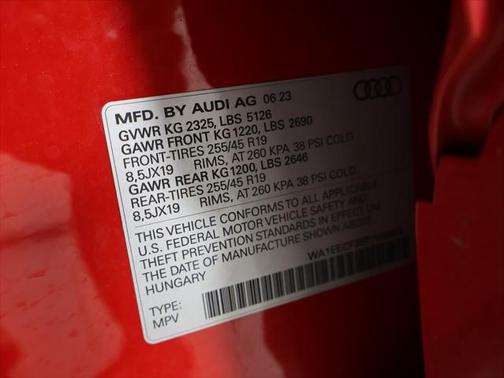 MFD. BY AUDI AG 06 23
GVWR KG 2325, LBS 5126
GAWR FRONT KG 1220, LBS 2690
FRONT-TIRES 255/45 R19
8,5JX19 RIMS, AT 260 KPA 38 PSI COLD
GAWR REAR KG 1200, LBS 2646
REAR-TIRES 255/45 R19
8,5JX19 RIMS, AT 260 KPA 38 PSI COLD
THIS VEHICLE CONFORMS TO ALL APPLICABLE
U.S. FEDERAL MOTOR VEHICLE SAFETY AND
THEFT PREVENTION STANDARDS IN EFFECT ON
THE DATE OF MANUFACTURE SHOWN ABOVE.
HUNGARY
TYPE:
MPV